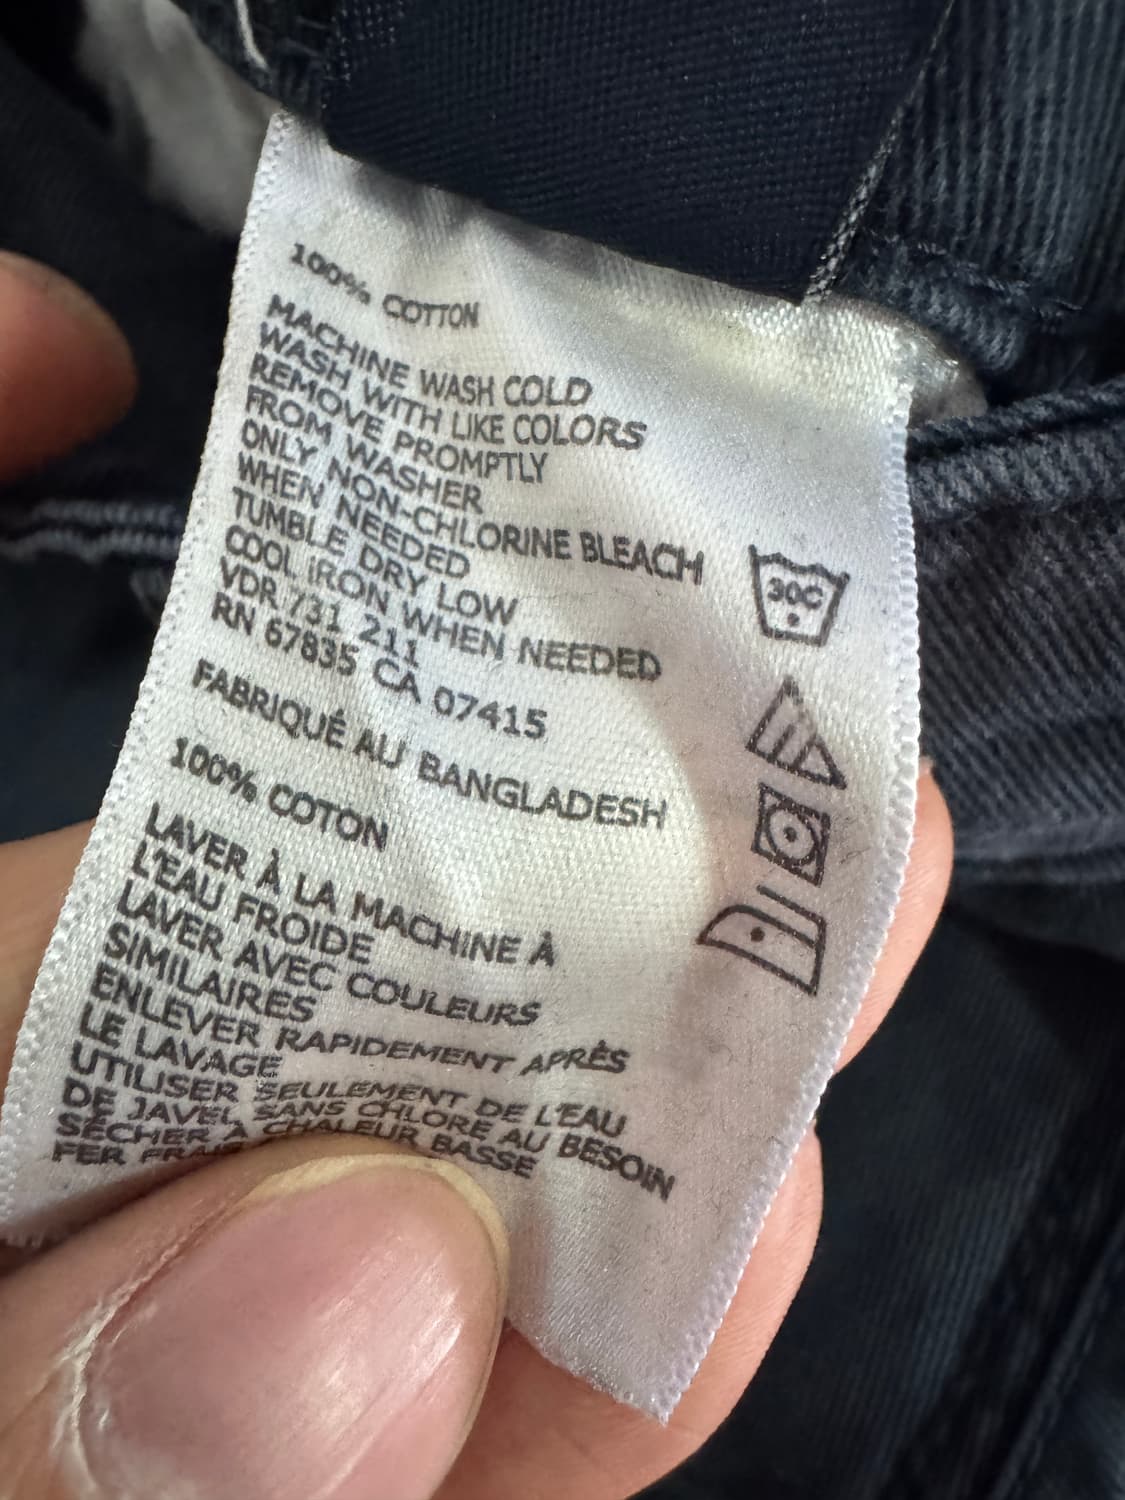 100% COTTON
MACHINE WASH COLD
WASH WITH LIKE COLORS
REMOVE PROMPTLY
FROM WASHER
ONLY NON-CHLORINE BLEACH
WHEN NEEDED
TUMBLE DRY LOW
COOL IRON WHEN NEEDED
VDR 731 211
RN 67835 CA 07415
30C
FABRIQUÉ AU BANGLADESH
100% COTON
LAVER À LA MACHINE À
L'EAU FROIDE
LAVER AVEC COULEURS
SIMILAIRES
ENLEVER RAPIDEMENT APRÈS
LE LAVAGE
UTILISER SEULEMENT DE L'EAU
DE JAVEL SANS CHLORE AU BESOIN
SÉCHER À CHALEUR BASSE
FER